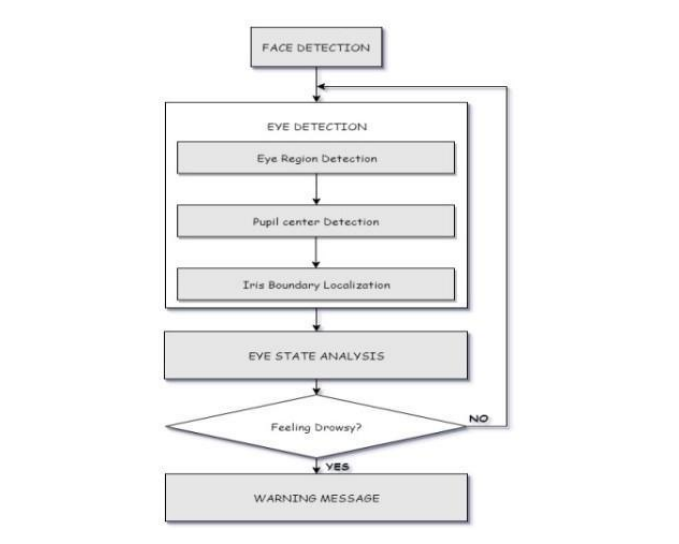 FACE DETECTION
EYE DETECTION
Eye Region Detection
Pupil center Detection
Iris Boundary Localization
EYE STATE ANALYSIS
Feeling Drowsy?
NO
YES
WARNING MESSAGE